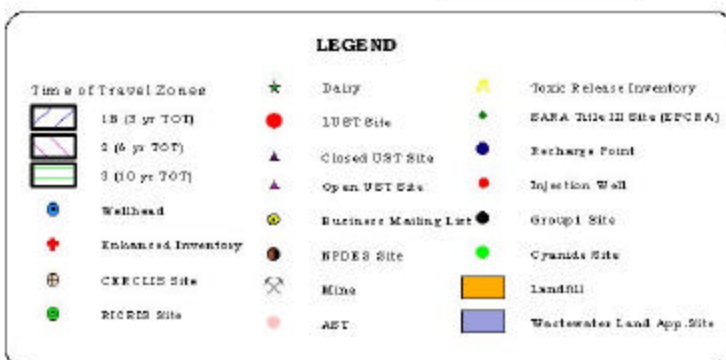 LEGEND
Time of Travel Zones
1B (3 yr TOT)
2 (6 yr TOT)
3 (10 yr TOT)
Wellhead
Enhanced Inventory
CERCLIS Site
RICRIS Site
Dairy
LUST Site
Closed UST Site
Open UST Site
Business Mailing List
NPDES Site
Mine
AST
Toxic Release Inventory
SARA Title III Site (EPCRA)
Recharge Point
Injection Well
Group1 Site
Cyanide Site
Landfill
Wastewater Land App. Site